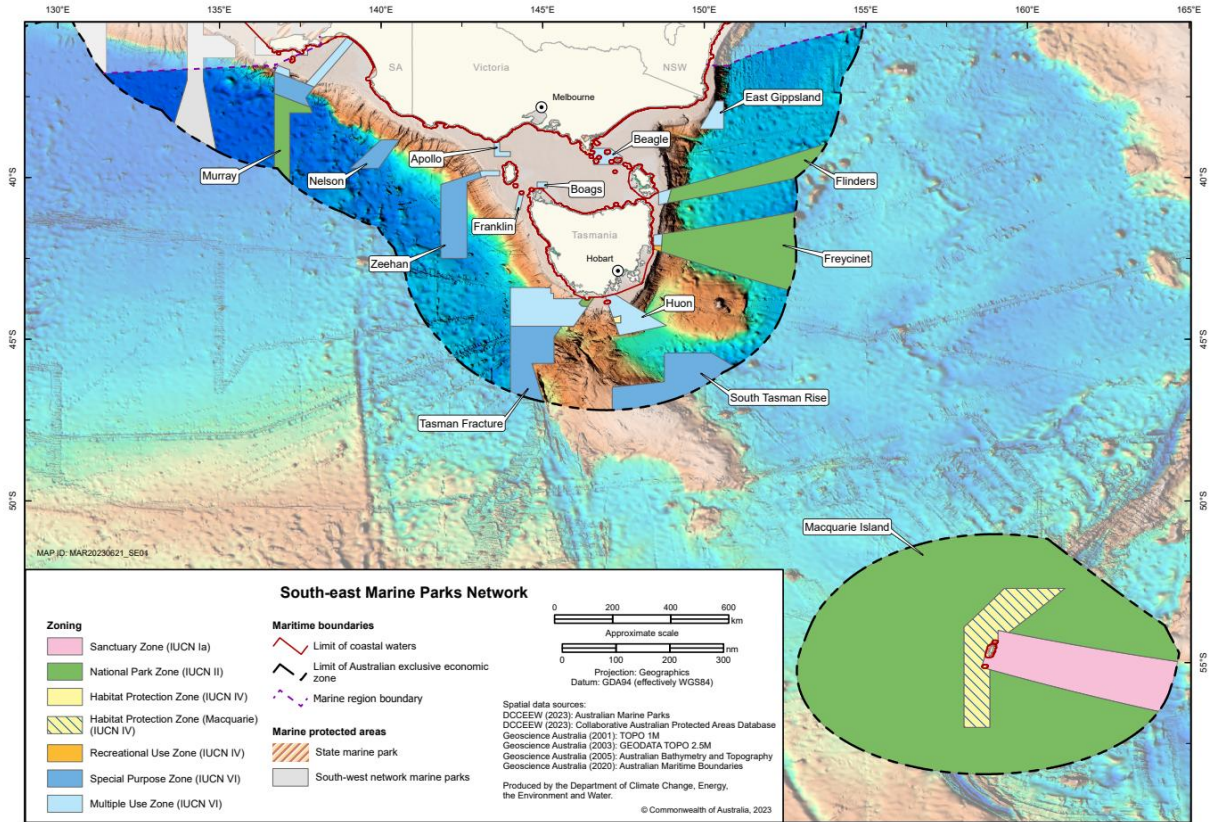 130°E
135°E
140°E
145°E
150°E
155°E
160°E
165°E
40°S
45°S
50°S
55°S
40°S
45°S
50°S
55°S
SA
Victoria
NSW
Melbourne
East Gippsland
Beagle
Apollo
Murray
Nelson
Boags
Flinders
Franklin
Tasmania
Zeehan
Hobart
Freycinet
Huon
South Tasman Rise
Tasman Fracture
Macquarie Island
MAP ID: MAR20230621_SE01
South-east Marine Parks Network
Zoning
Sanctuary Zone (IUCN Ia)
National Park Zone (IUCN II)
Habitat Protection Zone (IUCN IV)
Habitat Protection Zone (Macquarie)
(IUCN IV)
Recreational Use Zone (IUCN IV)
Special Purpose Zone (IUCN VI)
Multiple Use Zone (IUCN VI)
Maritime boundaries
Limit of coastal waters
Limit of Australian exclusive economic
zone
Marine region boundary
Marine protected areas
State marine park
South-west network marine parks
0 200 400 600
km
Approximate scale
nm
0 100 200 300
Projection: Geographics
Datum: GDA94 (effectively WGS84)
Spatial data sources:
DCCEEW (2023): Australian Marine Parks
DCCEEW (2023): Collaborative Australian Protected Areas Database
Geoscience Australia (2001): TOPO 1M
Geoscience Australia (2003): GEODATA TOPO 2.5M
Geoscience Australia (2005): Australian Bathymetry and Topography
Geoscience Australia (2020): Australian Maritime Boundaries
Produced by the Department of Climate Change, Energy,
the Environment and Water.
© Commonwealth of Australia, 2023